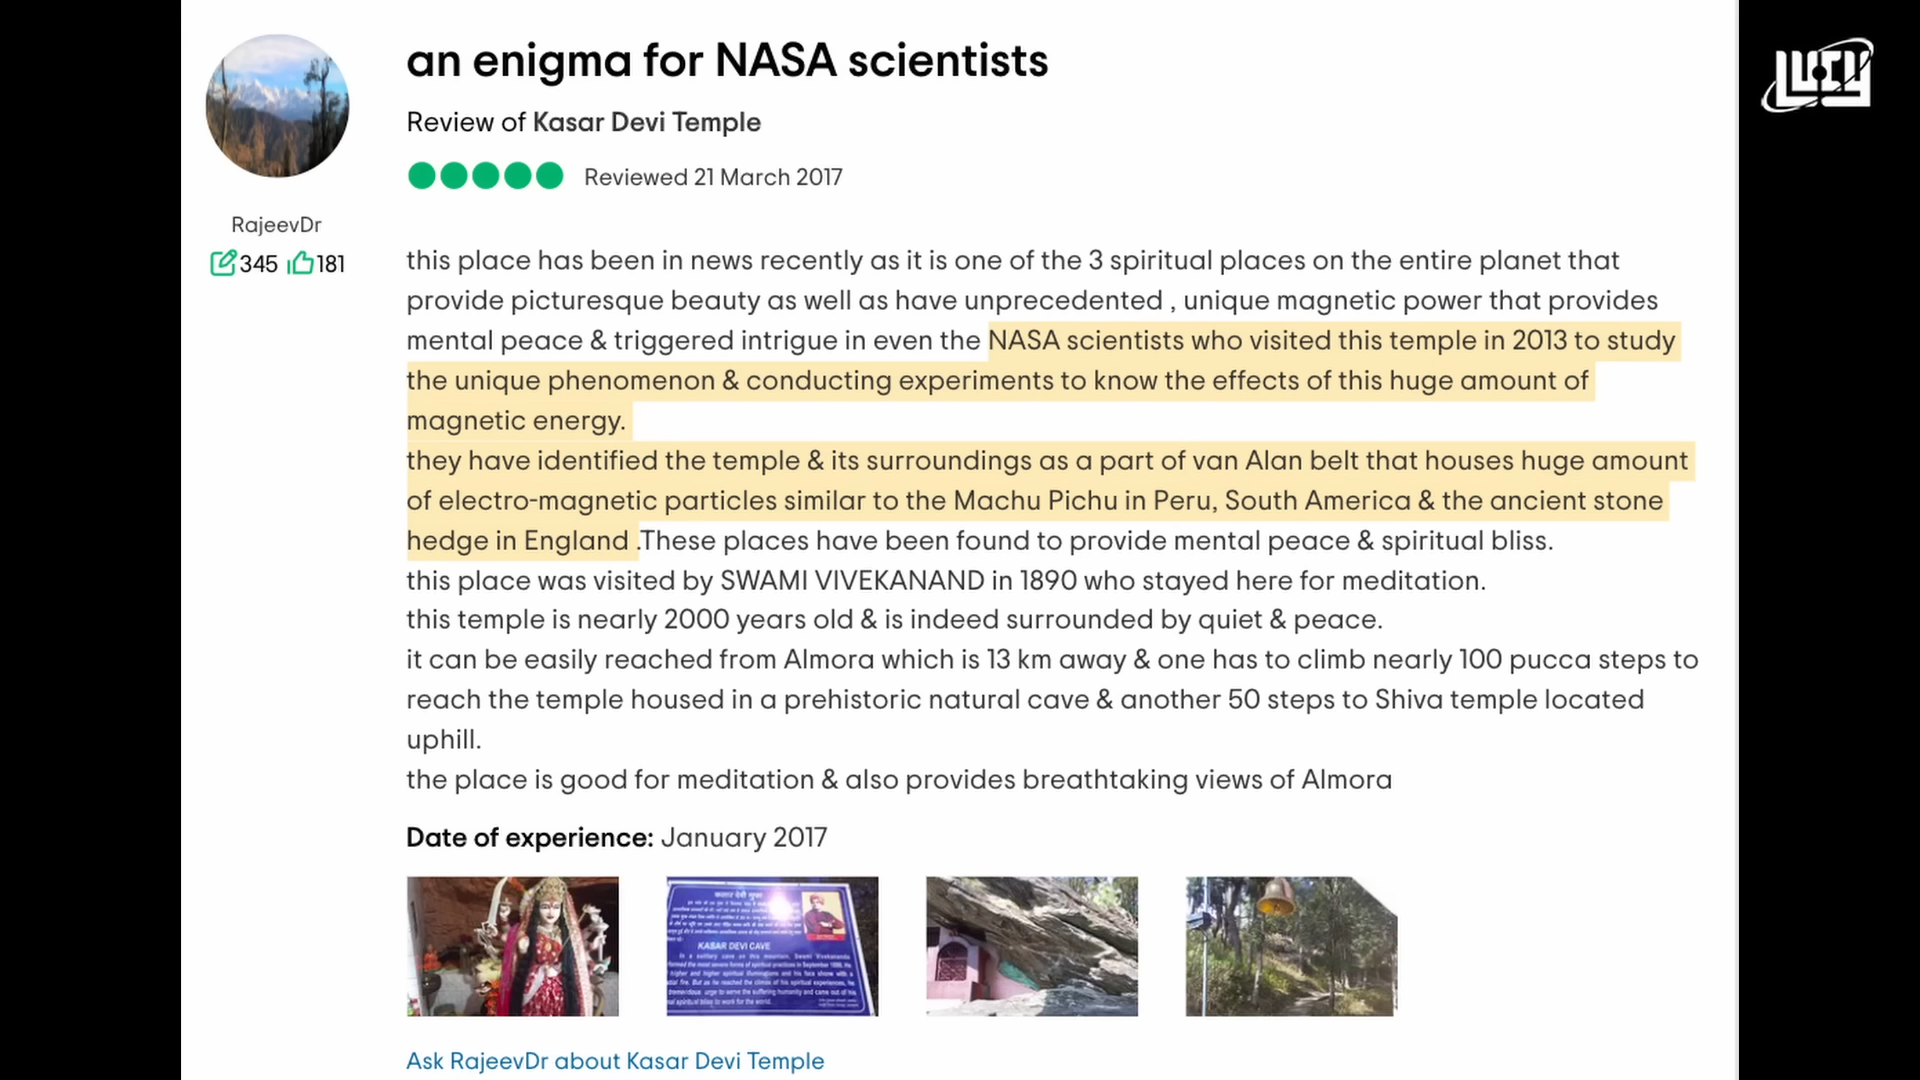 LUCY
an enigma for NASA scientists
Review of Kasar Devi Temple
Reviewed 21 March 2017
RajeevDr
345 181
this place has been in news recently as it is one of the 3 spiritual places on the entire planet that
provide picturesque beauty as well as have unprecedented , unique magnetic power that provides
mental peace & triggered intrigue in even the NASA scientists who visited this temple in 2013 to study
the unique phenomenon & conducting experiments to know the effects of this huge amount of
magnetic energy.
they have identified the temple & its surroundings as a part of van Alan belt that houses huge amount
of electro-magnetic particles similar to the Machu Pichu in Peru, South America & the ancient stone
hedge in England .These places have been found to provide mental peace & spiritual bliss.
this place was visited by SWAMI VIVEKANAND in 1890 who stayed here for meditation.
this temple is nearly 2000 years old & is indeed surrounded by quiet & peace.
it can be easily reached from Almora which is 13 km away & one has to climb nearly 100 pucca steps to
reach the temple housed in a prehistoric natural cave & another 50 steps to Shiva temple located
uphill.
the place is good for meditation & also provides breathtaking views of Almora
Date of experience: January 2017
KASAR DEVI CAVE
Ask RajeevDr about Kasar Devi Temple